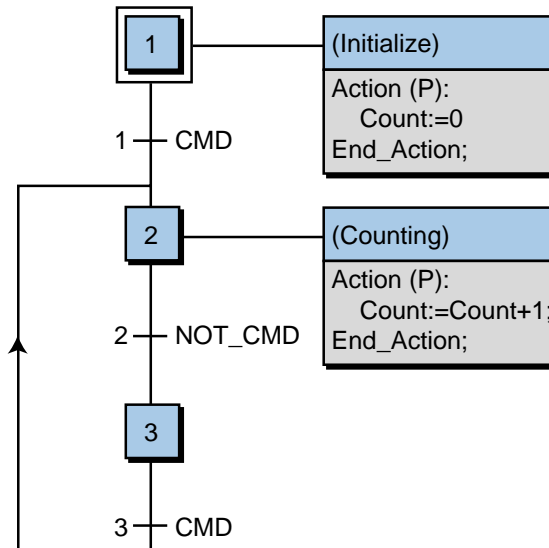 1
(Initialize)
Action (P):
Count:=0
End_Action;
1
CMD
2
(Counting)
Action (P):
Count:=Count+1;
End_Action;
2
NOT_CMD
3
3
CMD